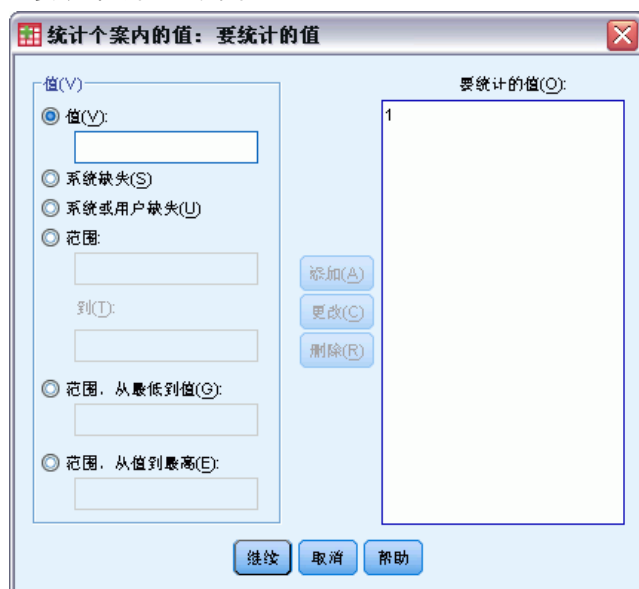 统计个案内的值：要统计的值
值(V)
值(V):
系统缺失(S)
系统或用户缺失(U)
范围:
到(T):
范围，从最低到值(G):
范围，从值到最高(E):
添加(A)
更改(C)
删除(R)
要统计的值(O):
1
继续
取消
帮助